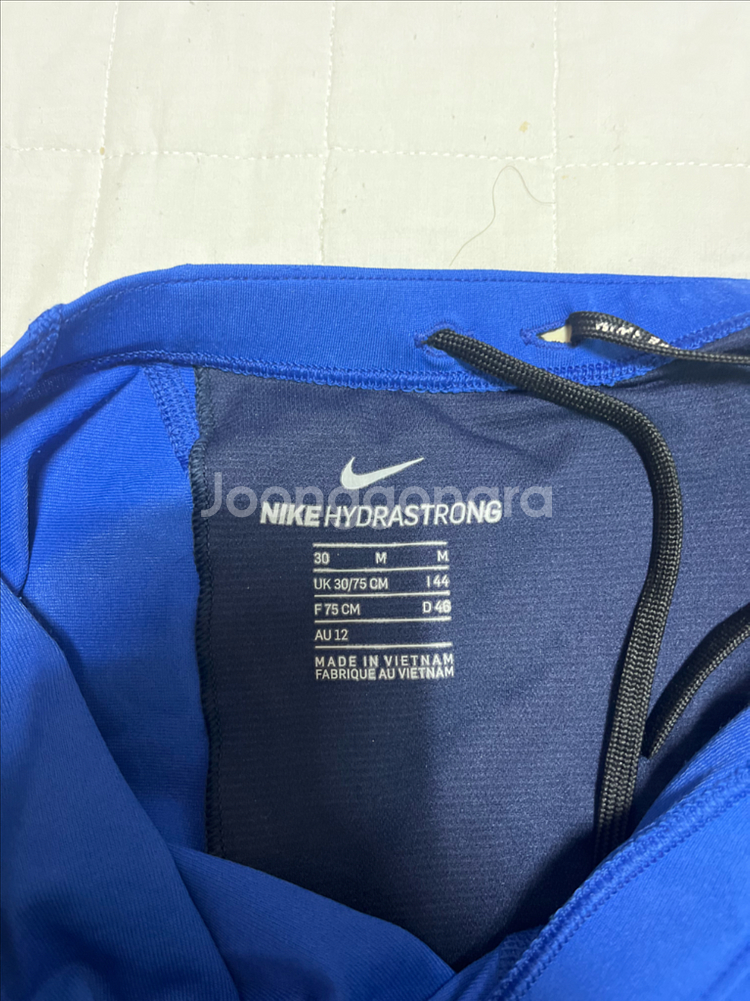 Joonggonara
NIKE HYDRASTRONG
30 M M
UK 30/75 CM I 44
F 75 CM D 46
AU 12
MADE IN VIETNAM
FABRIQUE AU VIETNAM